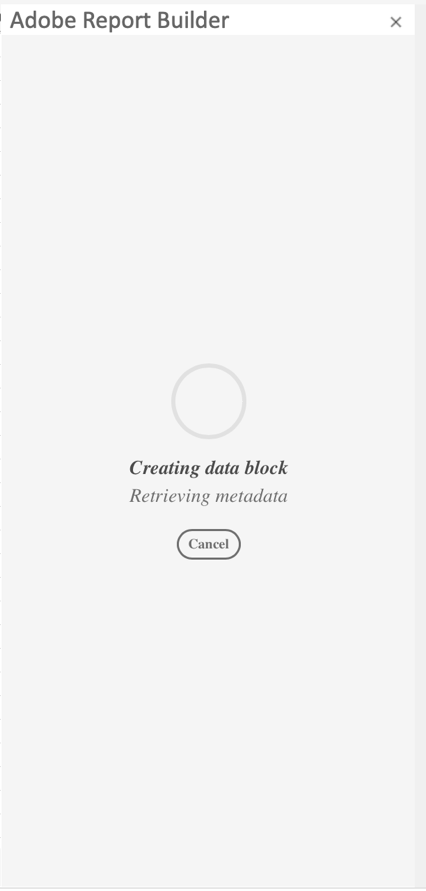 Adobe Report Builder
Creating data block
Retrieving metadata
Cancel